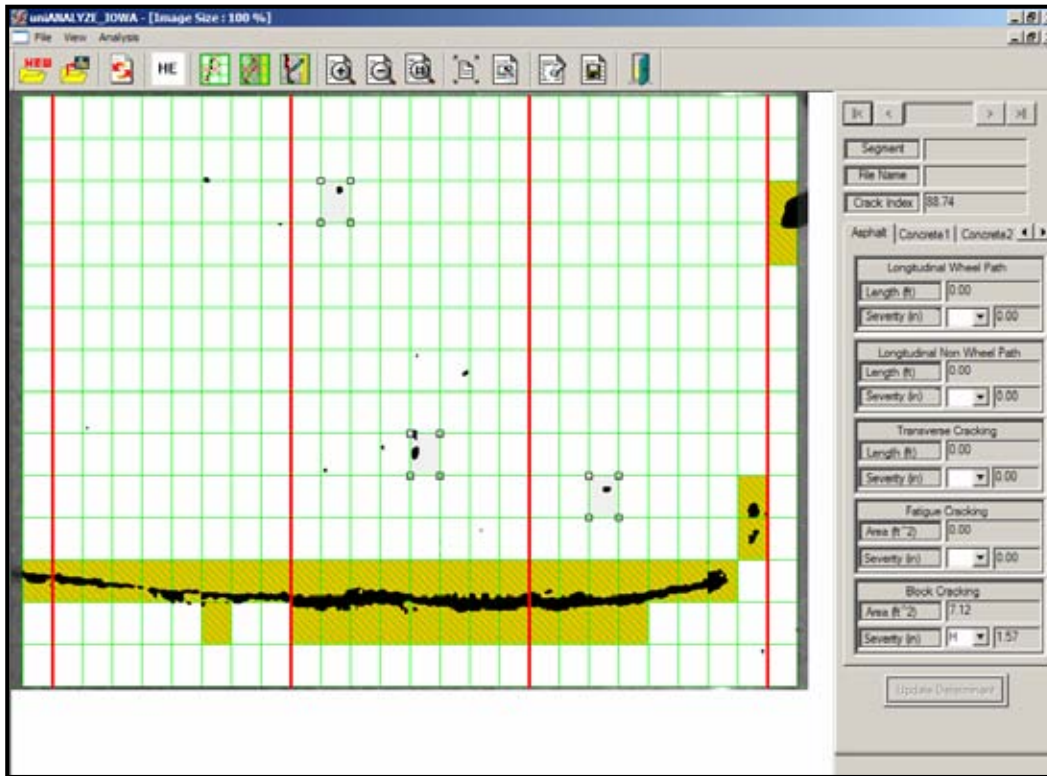 uniANALYZE_IOWA - [Image Size : 100 %]
File View Analysis
NEW HE
Segment
File Name
Crack Index 88.74
Asphalt Concrete1 Concrete2
Longitudinal Wheel Path
Length (ft) 0.00
Severity (in) 0.00
Longitudinal Non Wheel Path
Length (ft) 0.00
Severity (in) 0.00
Transverse Cracking
Length (ft) 0.00
Severity (in) 0.00
Fatigue Cracking
Area (ft^2) 0.00
Severity (in) 0.00
Block Cracking
Area (ft^2) 7.12
Severity (in) H 1.57
Update Determinant